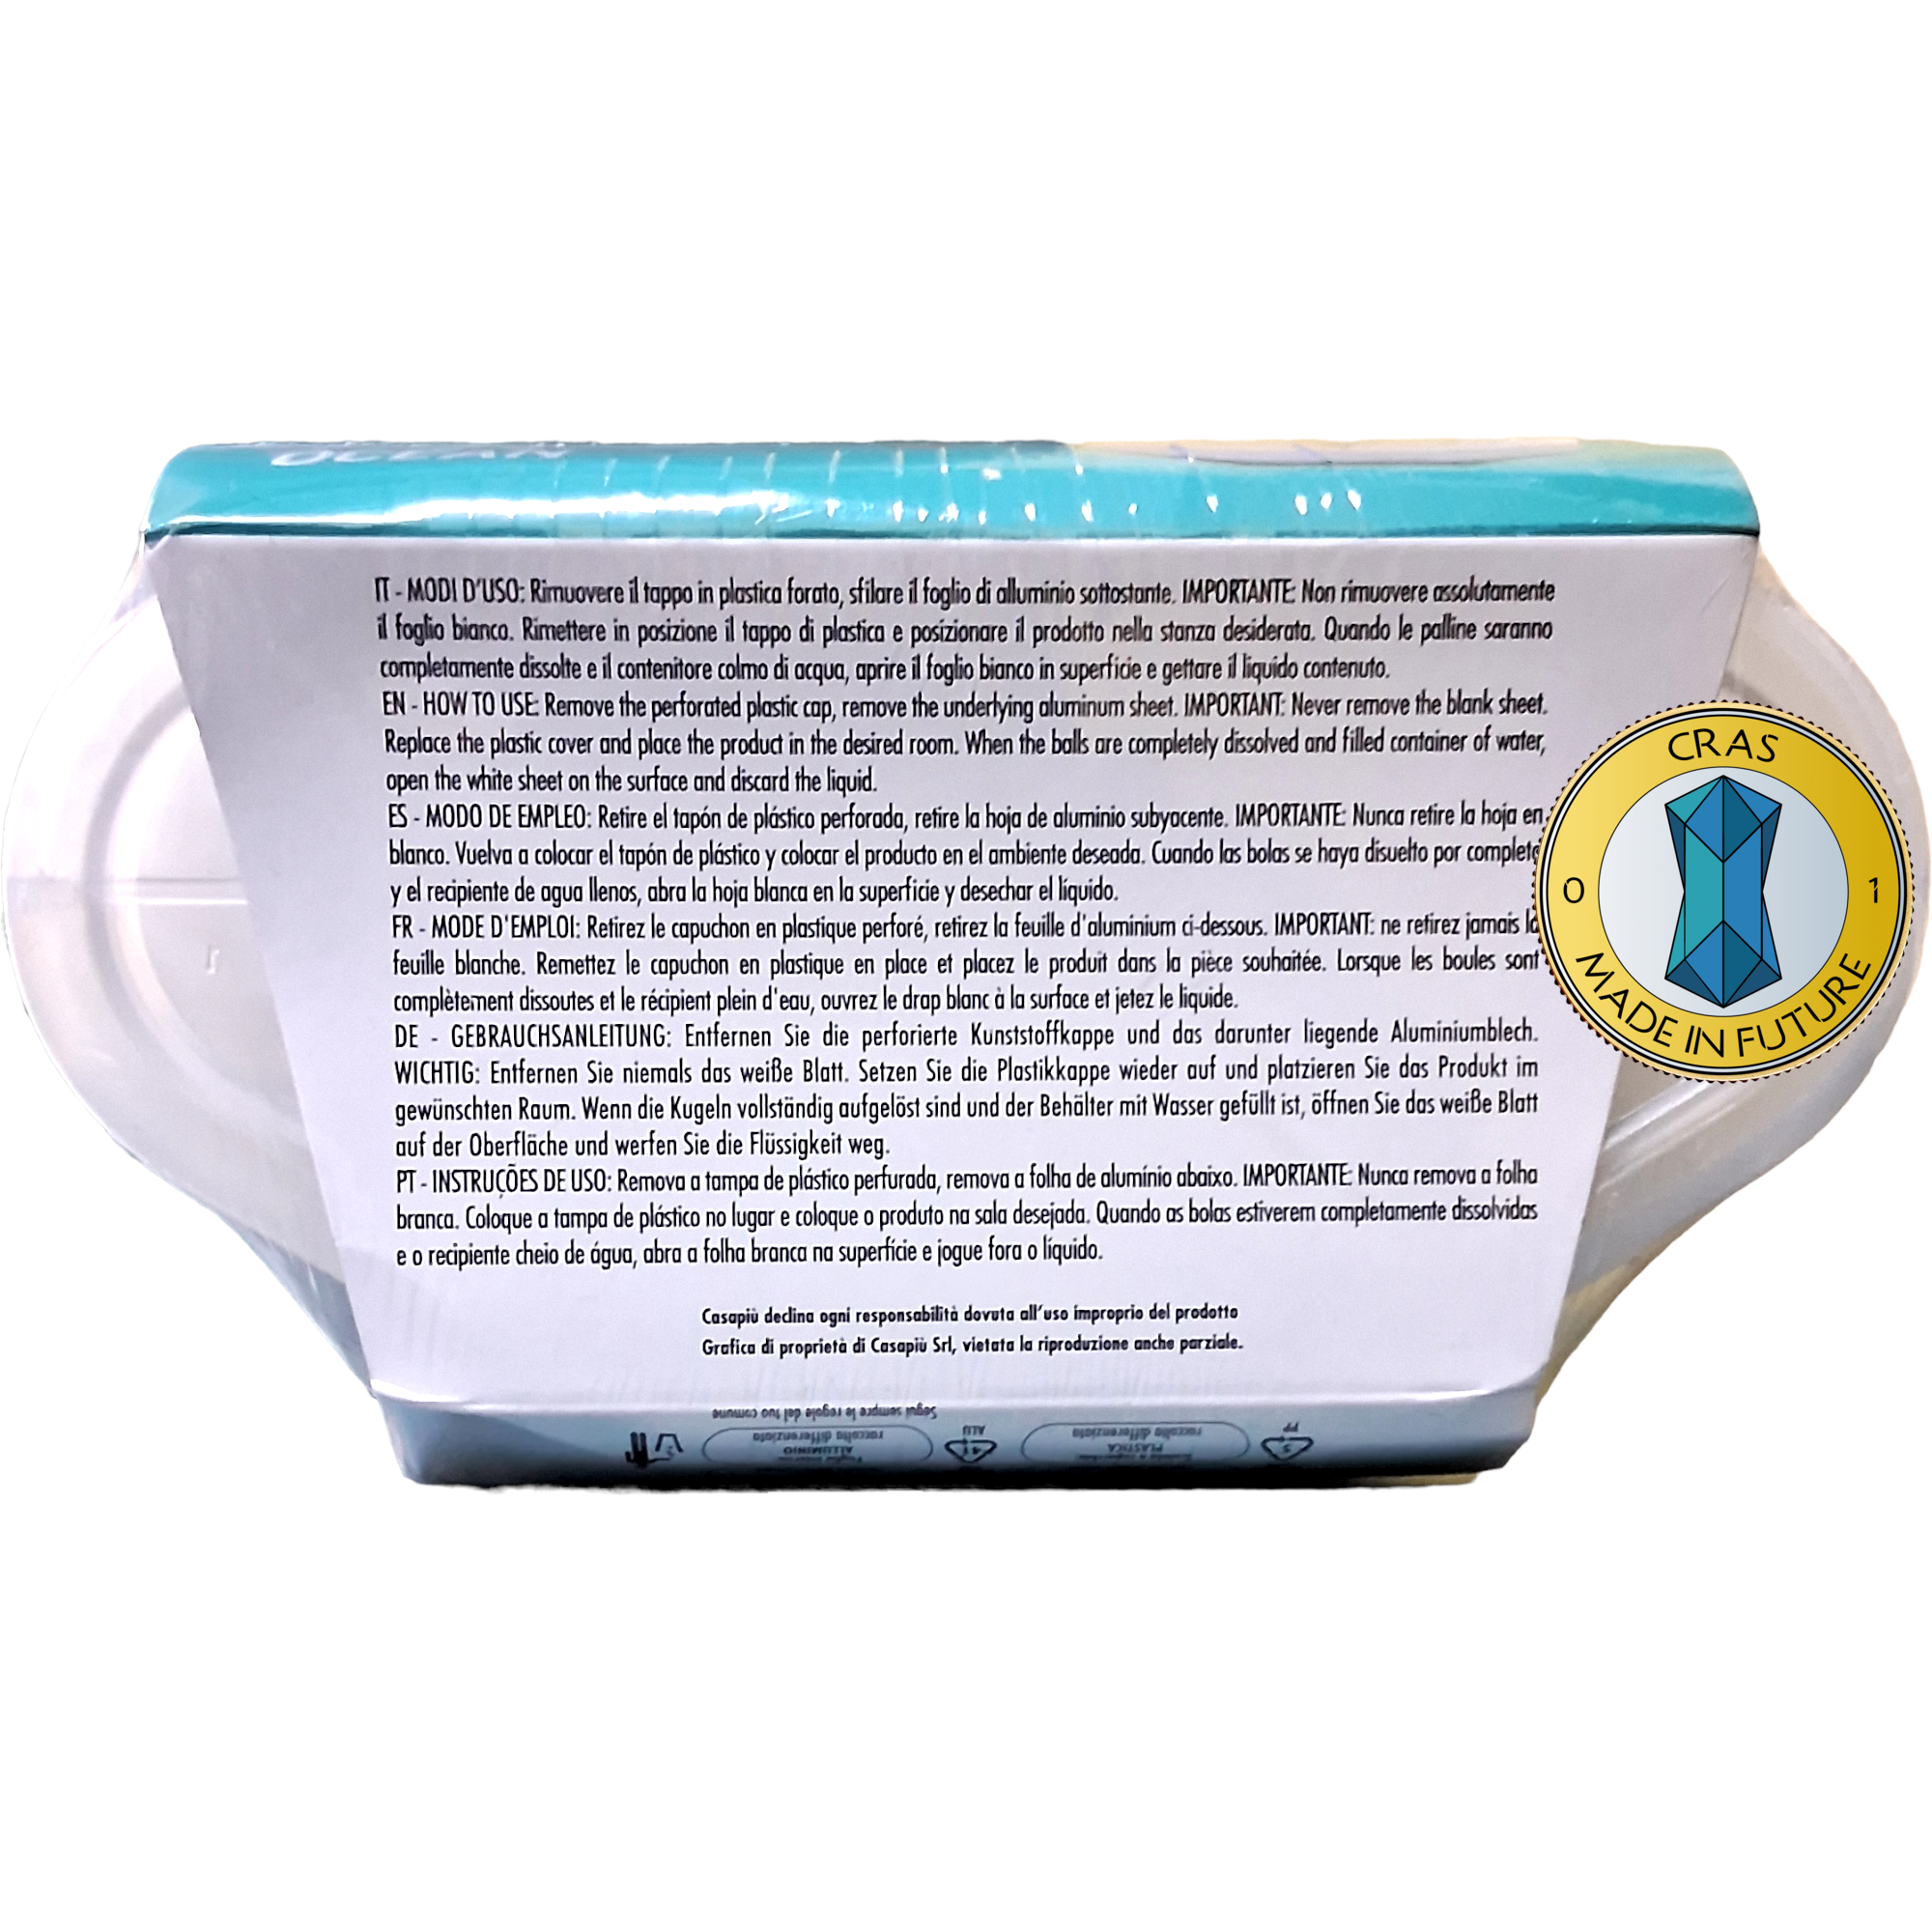 OCEAN
IT - MODI D'USO: Rimuovere il tappo in plastica forato, sfilare il foglio di alluminio sottostante. IMPORTANTE: Non rimuovere assolutamente
il foglio bianco. Rimettere in posizione il tappo di plastica e posizionare il prodotto nella stanza desiderata. Quando le palline saranno
completamente dissolte e il contenitore colmo di acqua, aprire il foglio bianco in superficie e gettare il liquido contenuto.
EN - HOW TO USE: Remove the perforated plastic cap, remove the underlying aluminum sheet. IMPORTANT: Never remove the blank sheet.
Replace the plastic cover and place the product in the desired room. When the balls are completely dissolved and filled container of water,
open the white sheet on the surface and discard the liquid.
ES - MODO DE EMPLEO: Retire el tapón de plástico perforada, retire la hoja de aluminio subyacente. IMPORTANTE: Nunca retire la hoja en
blanco. Vuelva a colocar el tapón de plástico y colocar el producto en el ambiente deseada. Cuando las bolas se haya disuelto por completo
y el recipiente de agua llenos, abra la hoja blanca en la superficie y desechar el líquido.
FR - MODE D'EMPLOI: Retirez le capuchon en plastique perforé, retirez la feuille d'aluminium ci-dessous. IMPORTANT: ne retirez jamais la
feuille blanche. Remettez le capuchon en plastique en place et placez le produit dans la pièce souhaitée. Lorsque les boules sont
complètement dissoutes et le récipient plein d'eau, ouvrez le drap blanc à la surface et jetez le liquide.
DE - GEBRAUCHSANLEITUNG: Entfernen Sie die perforierte Kunststoffkappe und das darunter liegende Aluminiumblech.
WICHTIG: Entfernen Sie niemals das weiße Blatt. Setzen Sie die Plastikkappe wieder auf und platzieren Sie das Produkt im
gewünschten Raum. Wenn die Kugeln vollständig aufgelöst sind und der Behälter mit Wasser gefüllt ist, öffnen Sie das weiße Blatt
auf der Oberfläche und werfen Sie die Flüssigkeit weg.
PT - INSTRUÇÕES DE USO: Remova a tampa de plástico perfurada, remova a folha de alumínio abaixo. IMPORTANTE: Nunca remova a folha
branca. Coloque a tampa de plástico no lugar e coloque o produto na sala desejada. Quando as bolas estiverem completamente dissolvidas
e o recipiente cheio de água, abra a folha branca na superfície e jogue fora o líquido.
Casapiù declina ogni responsabilità dovuta all'uso improprio del prodotto
Grafica di proprietà di Casapiù Srl, vietata la riproduzione anche parziale.
CRAS
0 1
MADE IN FUTURE
PP
5
PLASTICA
raccolta differenziata
ALU
41
ALLUMINIO
raccolta differenziata
Segui sempre le regole del tuo comune